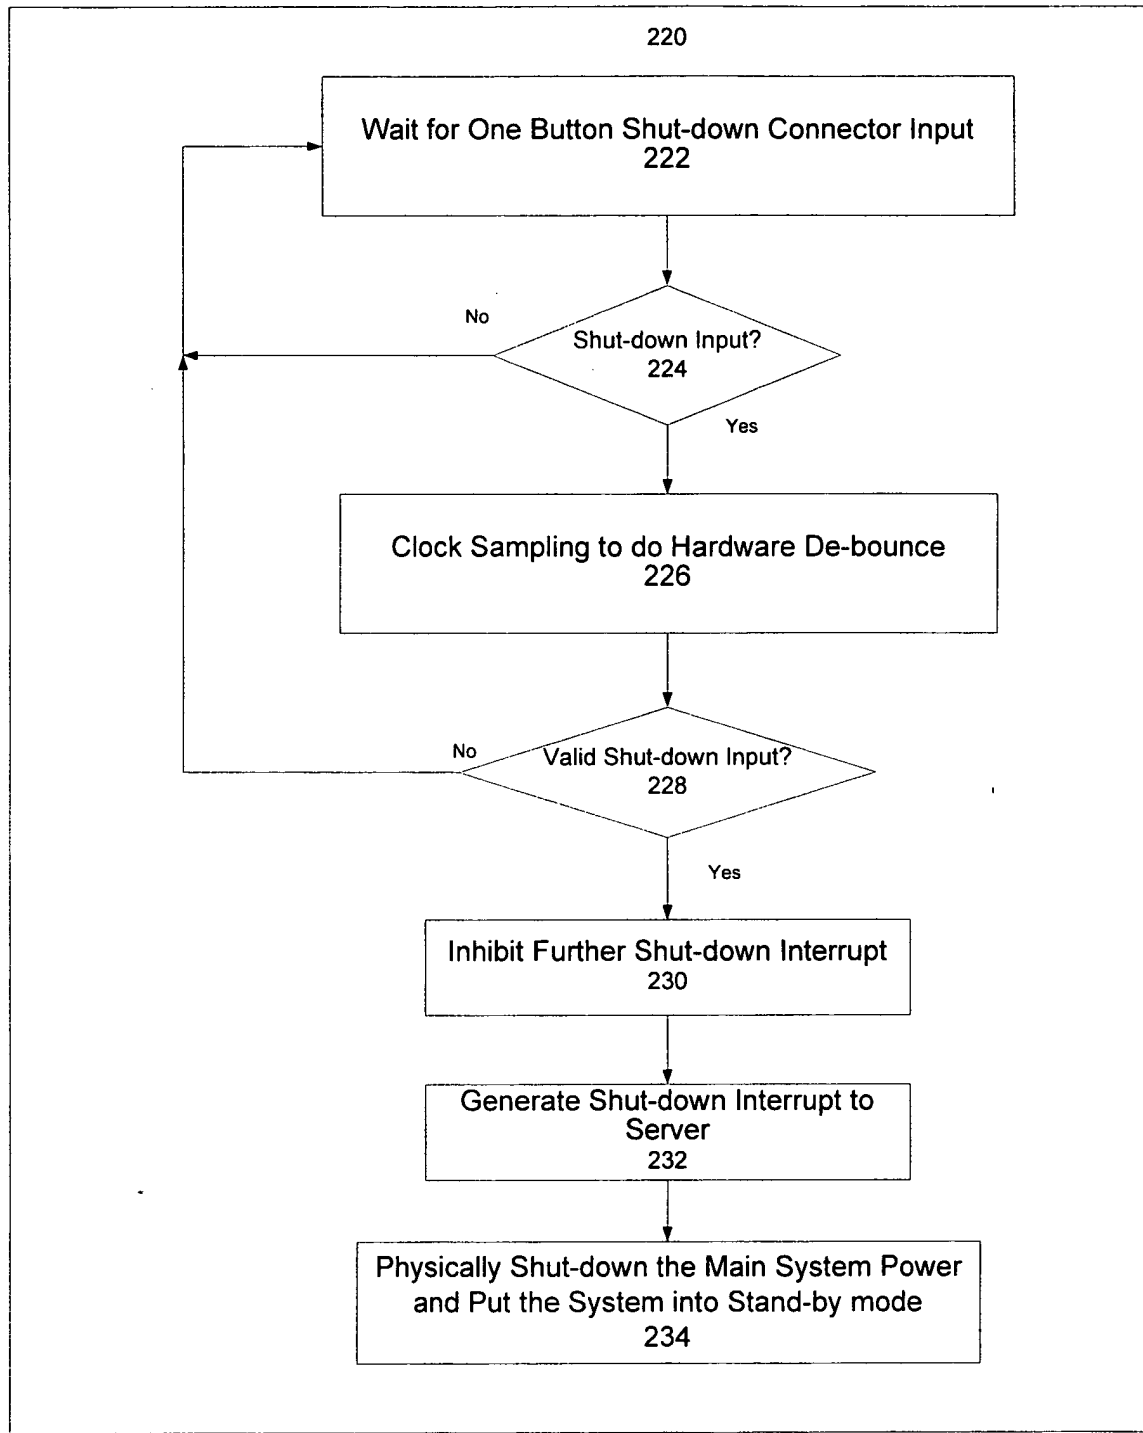 220
Wait for One Button Shut-down Connector Input
222
No
Shut-down Input?
224
Yes
Clock Sampling to do Hardware De-bounce
226
No
Valid Shut-down Input?
228
Yes
Inhibit Further Shut-down Interrupt
230
Generate Shut-down Interrupt to
Server
232
Physically Shut-down the Main System Power
and Put the System into Stand-by mode
234